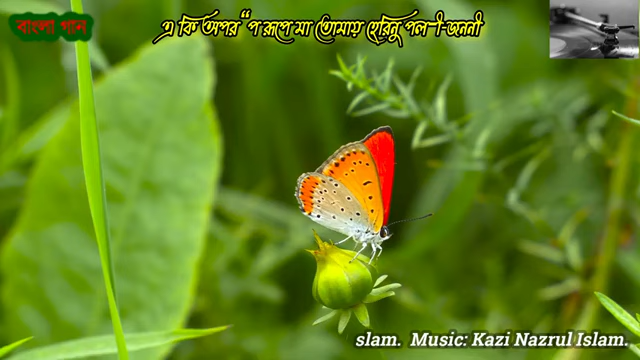 বাংলা গান
এ কি অপর“প রূপে মা তোমায় হেরিনু পল-ী-জননী
slam.  Music: Kazi Nazrul Islam.